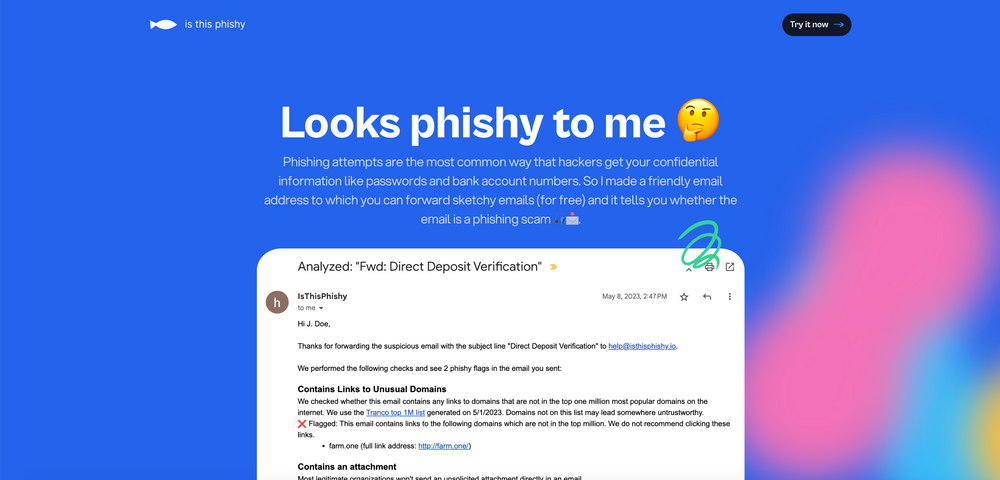 is this phishy
Try it now →
Looks phishy to me 🤔
Phishing attempts are the most common way that hackers get your confidential
information like passwords and bank account numbers. So I made a friendly email
address to which you can forward sketchy emails (for free) and it tells you whether the
email is a phishing scam 🎣📩.
Analyzed: "Fwd: Direct Deposit Verification"
h
IsThisPhishy
May 8, 2023, 2:47 PM
to me
Hi J. Doe,
Thanks for forwarding the suspicious email with the subject line "Direct Deposit Verification" to help@isthisphishy.io.
We performed the following checks and see 2 phishy flags in the email you sent:
Contains Links to Unusual Domains
We checked whether this email contains any links to domains that are not in the top one million most popular domains on the
internet. We use the Tranco top 1M list generated on 5/1/2023. Domains not on this list may lead somewhere untrustworthy.
❌ Flagged: This email contains links to the following domains which are not in the top million. We do not recommend clicking these
links.
• farm.one (full link address: http://farm.one/)
Contains an attachment
Most legitimate organizations won't send an unsolicited attachment directly in an email.